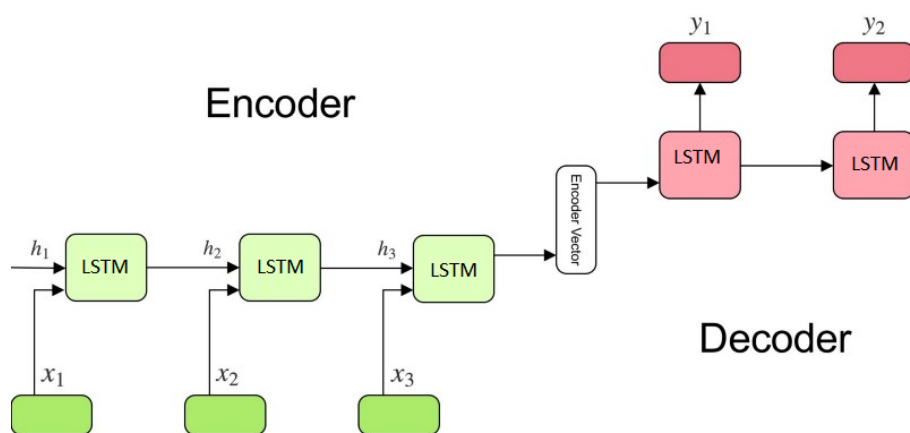 y₁
y₂
Encoder
LSTM
LSTM
Encoder Vector
h₁
h₂
h₃
LSTM
LSTM
LSTM
Decoder
x₁
x₂
x₃